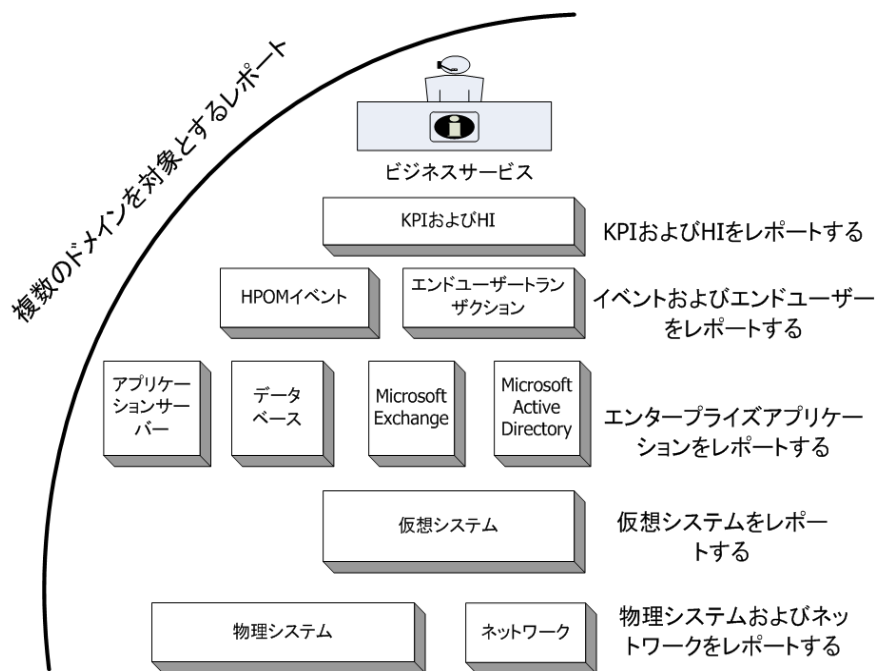 複数のドメインを対象とするレポート
ビジネスサービス
KPIおよびHI
KPIおよびHIをレポートする
HPOMイベント
エンドユーザートラン
ザクション
イベントおよびエンドユーザー
をレポートする
アプリケー
ションサー
バー
データ
ベース
Microsoft
Exchange
Microsoft
Active
Directory
エンタープライズアプリケー
ションをレポートする
仮想システム
仮想システムをレポー
トする
物理システム
ネットワーク
物理システムおよびネッ
トワークをレポートする